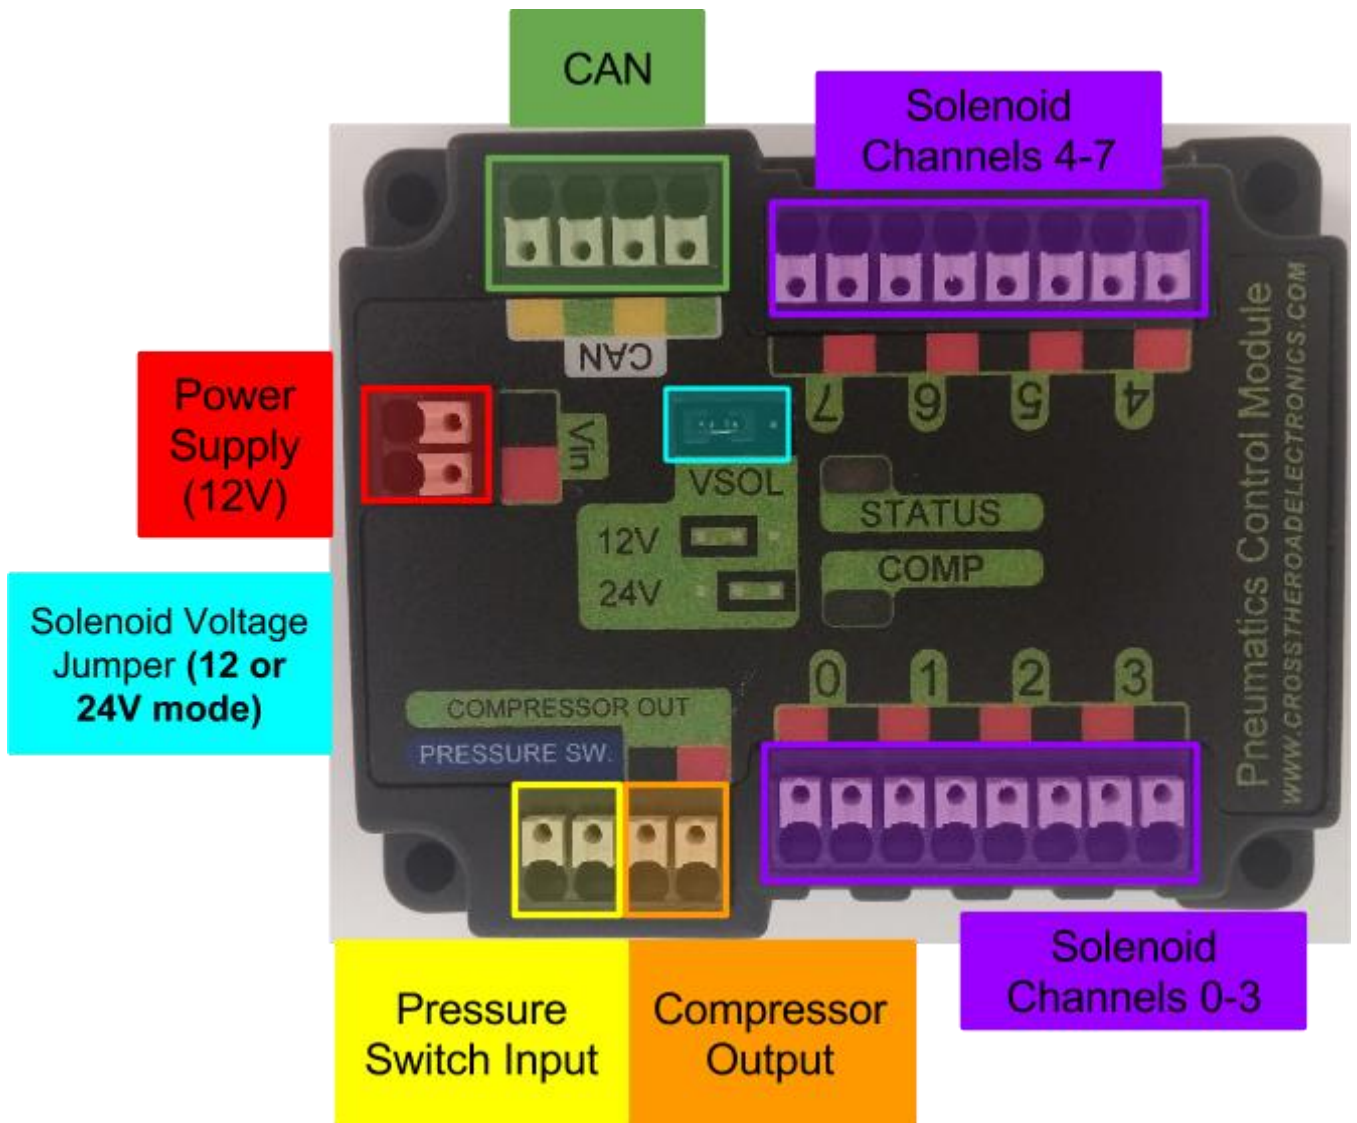 CAN
Solenoid
Channels 4-7
CAN
Power
Supply
(12V)
Vin
7
6
5
4
VSOL
12V
24V
STATUS
COMP
Solenoid Voltage
Jumper (12 or
24V mode)
0
1
2
3
COMPRESSOR OUT
PRESSURE SW.
Pneumatics Control Module
WWW.CROSSTHEROADELECTRONICS.COM
Pressure
Switch Input
Compressor
Output
Solenoid
Channels 0-3